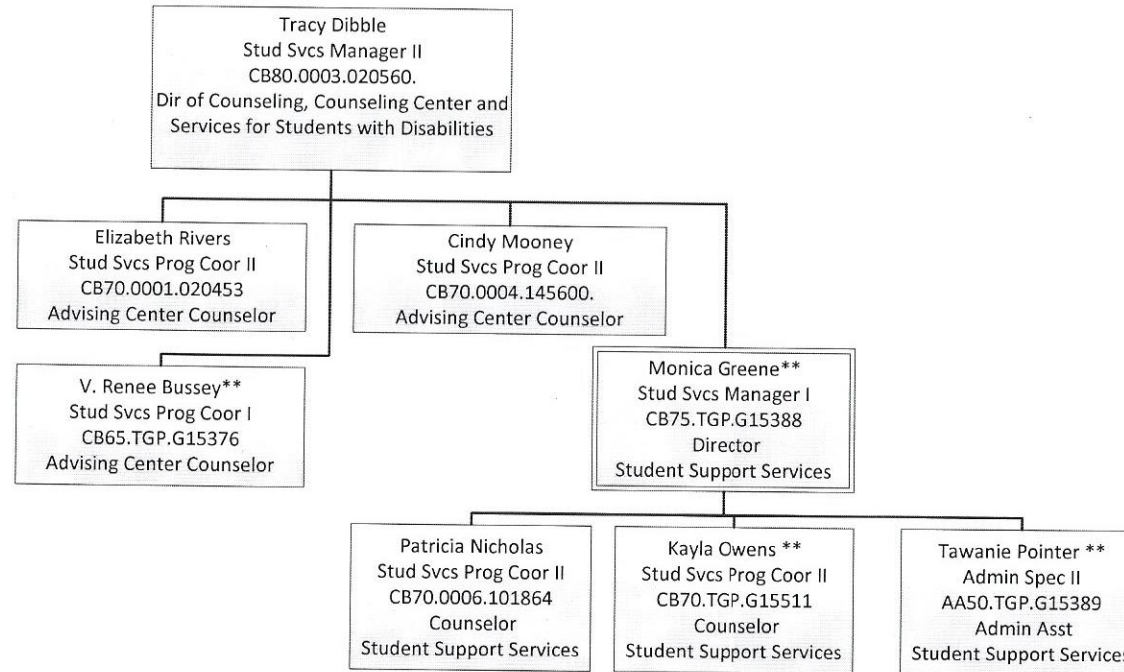 Tracy Dibble
Stud Svcs Manager II
CB80.0003.020560.
Dir of Counseling, Counseling Center and
Services for Students with Disabilities
Elizabeth Rivers
Stud Svcs Prog Coor II
CB70.0001.020453
Advising Center Counselor
Cindy Mooney
Stud Svcs Prog Coor II
CB70.0004.145600.
Advising Center Counselor
V. Renee Bussey**
Stud Svcs Prog Coor I
CB65.TGP.G15376
Advising Center Counselor
Monica Greene**
Stud Svcs Manager I
CB75.TGP.G15388
Director
Student Support Services
Patricia Nicholas
Stud Svcs Prog Coor II
CB70.0006.101864
Counselor
Student Support Services
Kayla Owens **
Stud Svcs Prog Coor II
CB70.TGP.G15511
Counselor
Student Support Services
Tawanie Pointer **
Admin Spec II
AA50.TGP.G15389
Admin Asst
Student Support Services